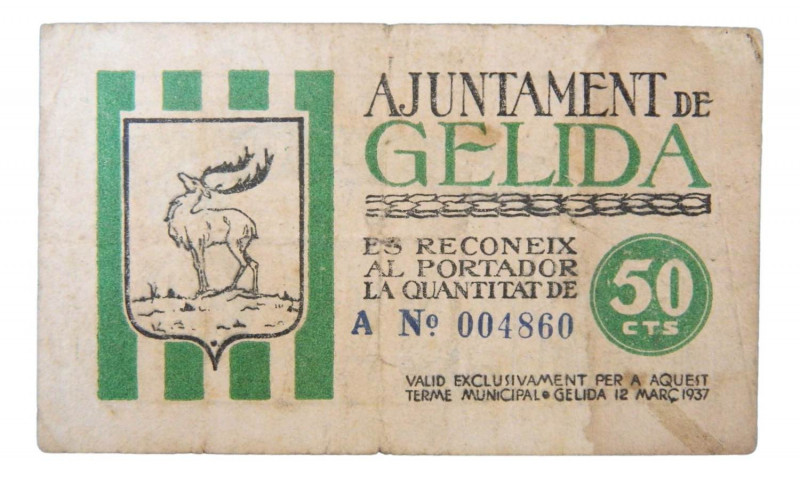 AJUNTAMENT DE
GELIDA
ES RECONEIX
AL PORTADOR
LA QUANTITAT DE
50
CTS
A Nº 004860
VALID EXCLUSIVAMENT PER A AQUEST
TERME MUNICIPAL • GELIDA 12 MARÇ 1937